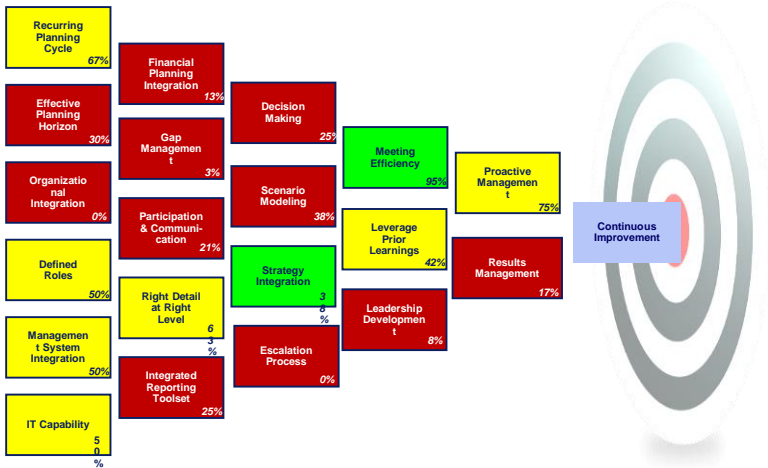 Recurring
Planning
Cycle
67%
Effective
Planning
Horizon
30%
Organizatio
nal
Integration
0%
Defined
Roles
50%
Managemen
t System
Integration
50%
IT Capability
5
0
%
Financial
Planning
Integration
13%
Gap
Managemen
t
3%
Participation
& Communi-
cation
21%
Right Detail
at Right
Level
6
3
%
Integrated
Reporting
Toolset
25%
Decision
Making
25%
Scenario
Modeling
38%
Strategy
Integration
3
8
%
Escalation
Process
0%
Meeting
Efficiency
95%
Leverage
Prior
Learnings
42%
Leadership
Developmen
t
8%
Proactive
Managemen
t
75%
Results
Management
17%
Continuous
Improvement